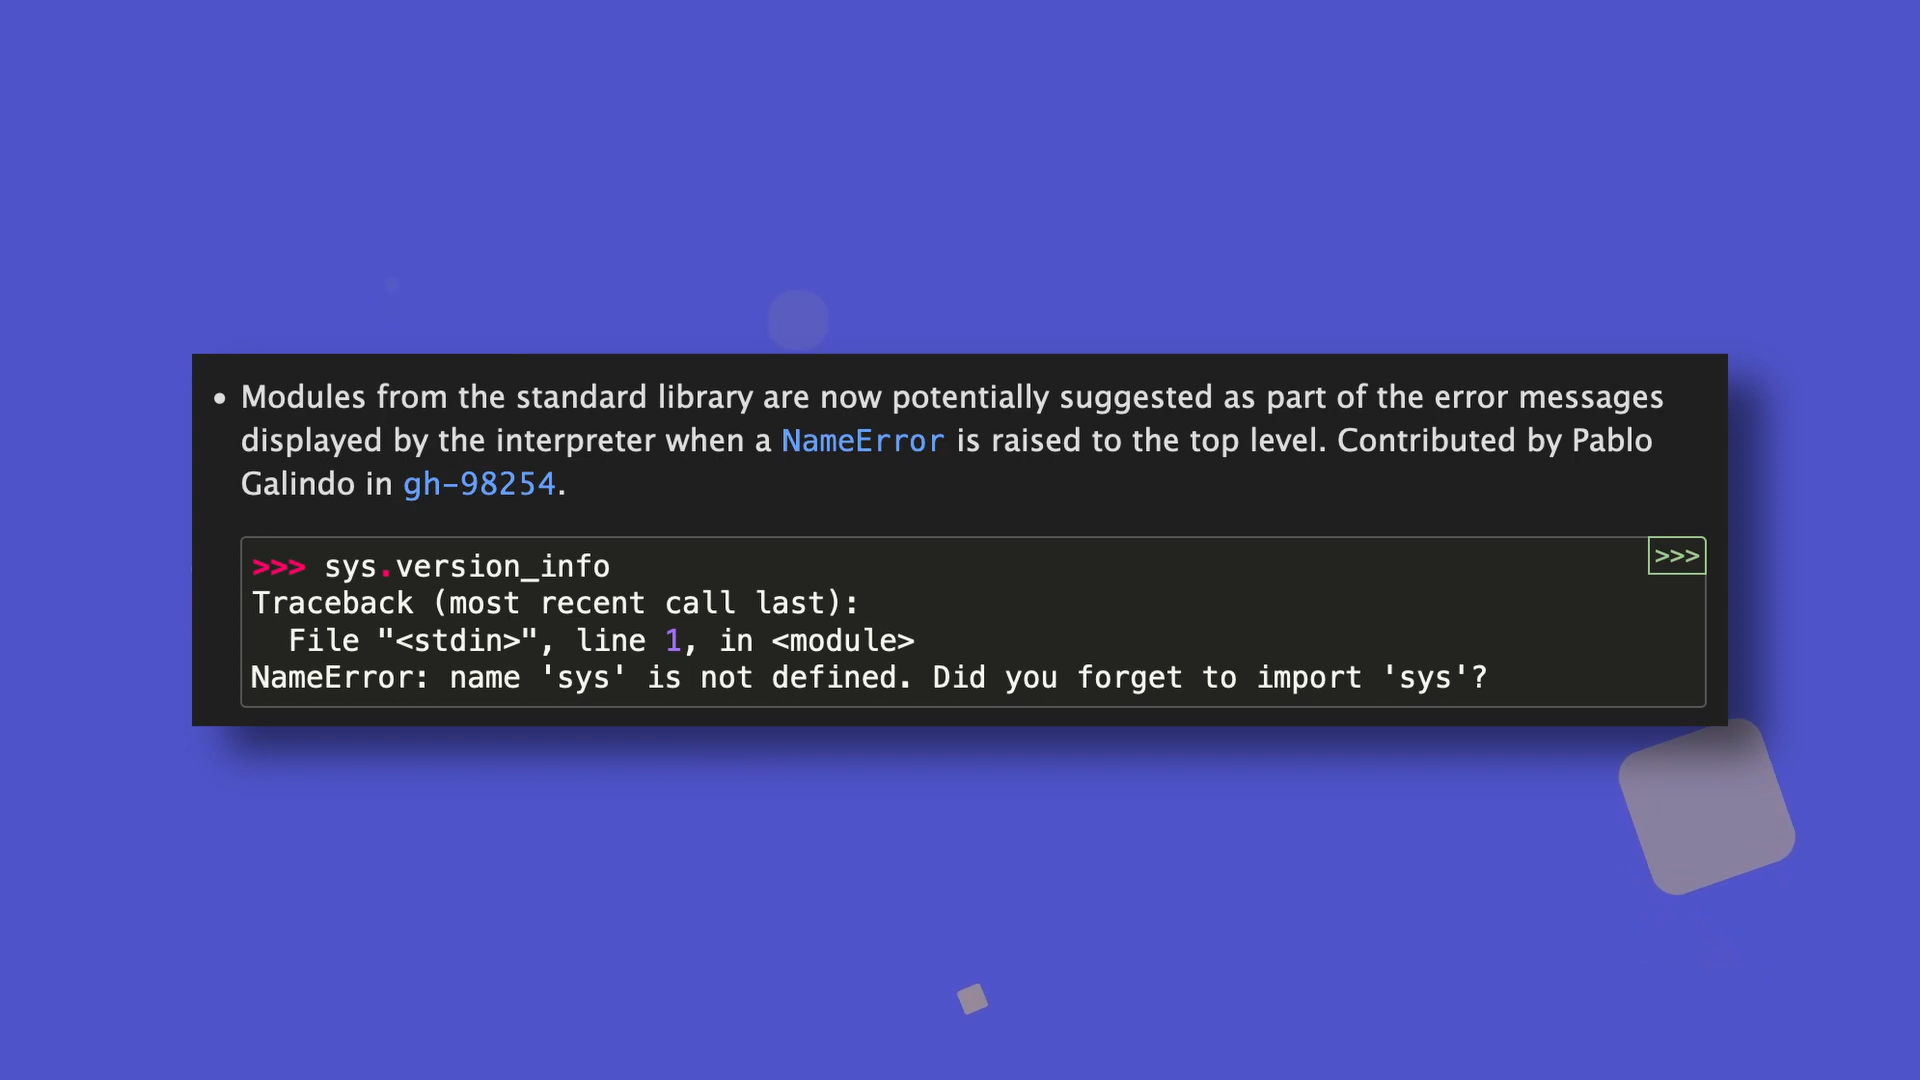 • Modules from the standard library are now potentially suggested as part of the error messages
displayed by the interpreter when a NameError is raised to the top level. Contributed by Pablo
Galindo in gh-98254.
>>> sys.version_info
>>>
Traceback (most recent call last):
  File "<stdin>", line 1, in <module>
NameError: name 'sys' is not defined. Did you forget to import 'sys'?